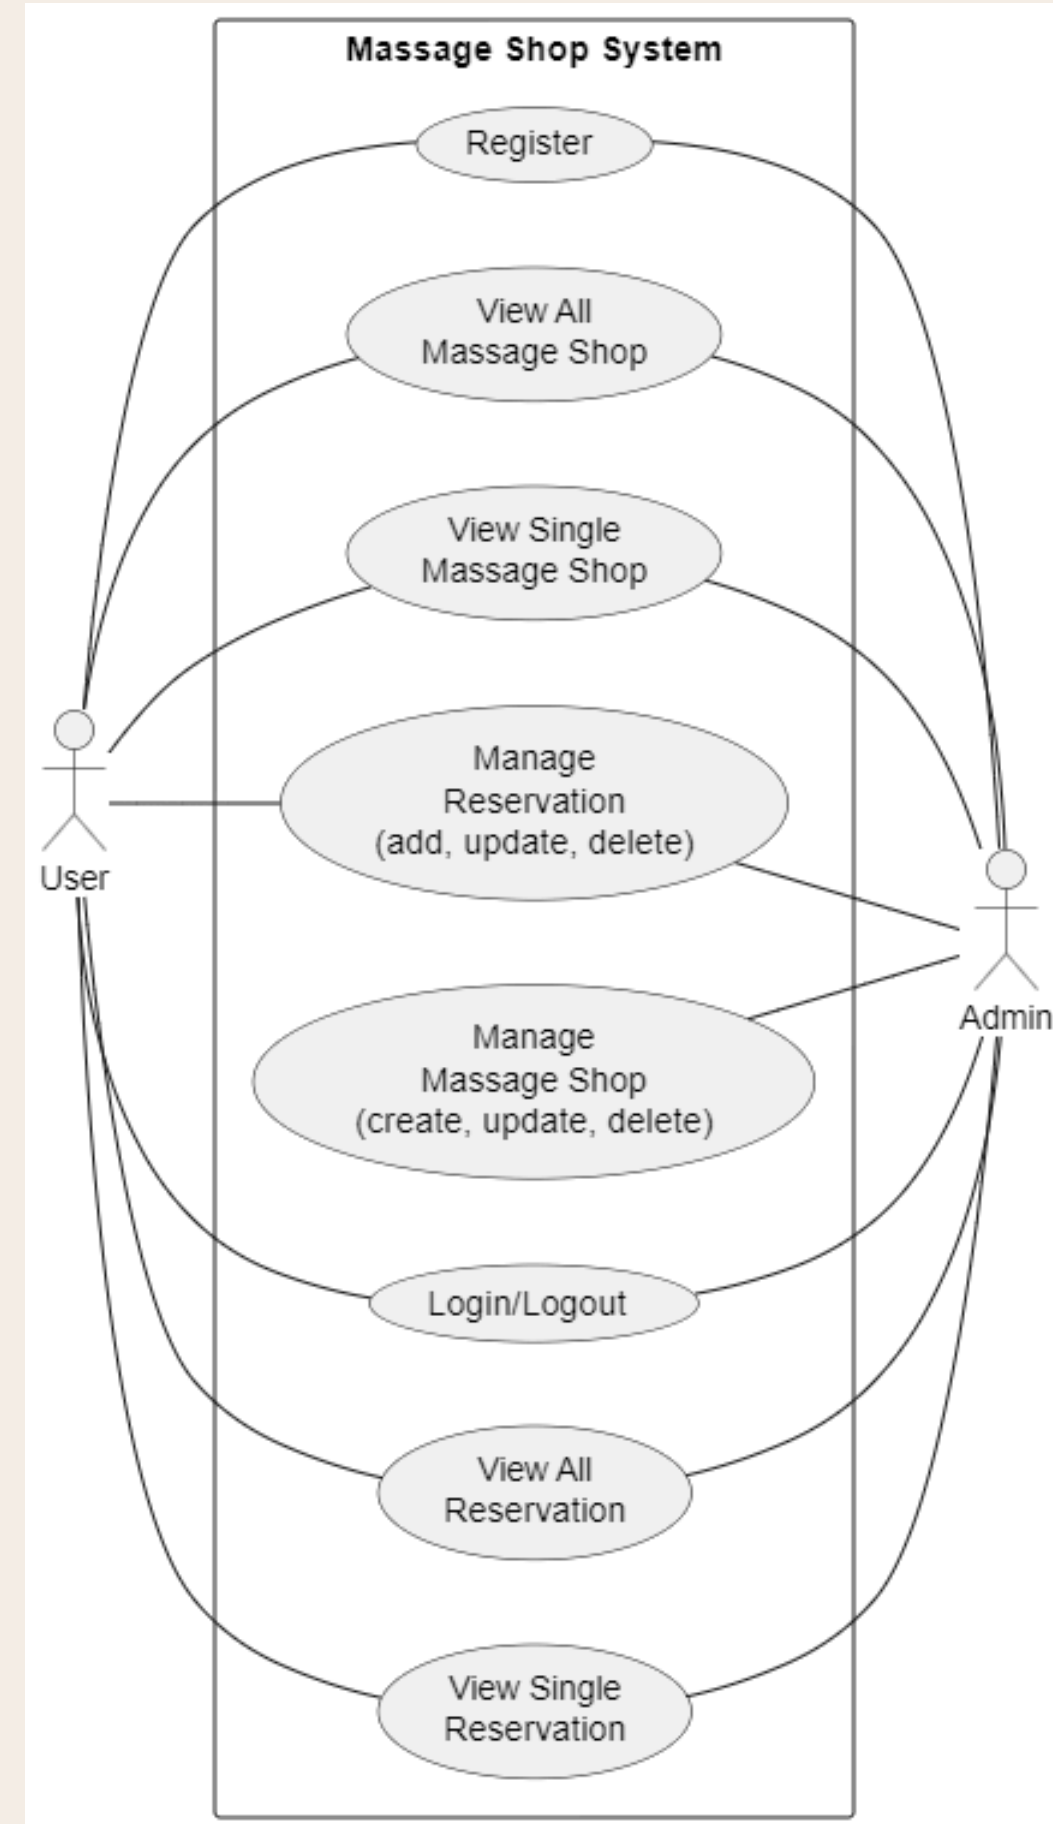 Massage Shop System
Register
View All
Massage Shop
View Single
Massage Shop
Manage
Reservation
(add, update, delete)
User
Admin
Manage
Massage Shop
(create, update, delete)
Login/Logout
View All
Reservation
View Single
Reservation